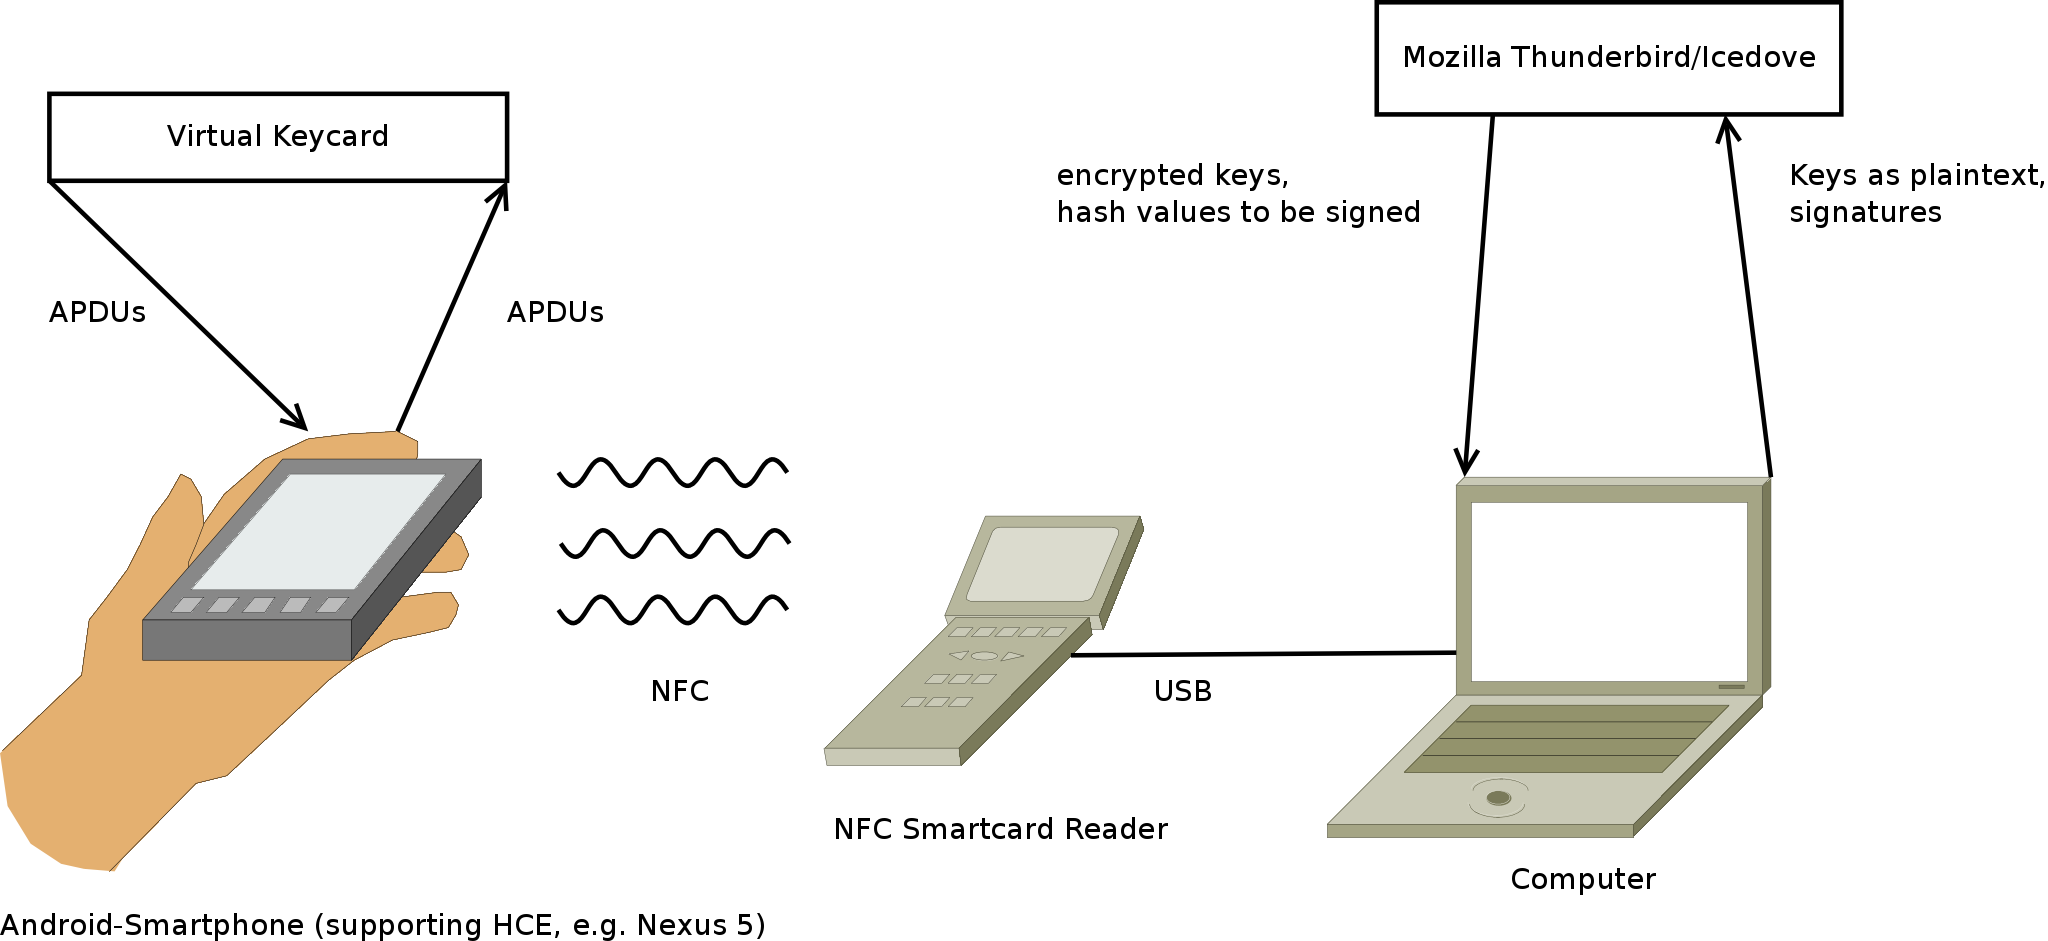 Mozilla Thunderbird/Icedove
Virtual Keycard
encrypted keys,
hash values to be signed
Keys as plaintext,
signatures
APDUs
APDUs
NFC
USB
NFC Smartcard Reader
Computer
Android-Smartphone (supporting HCE, e.g. Nexus 5)